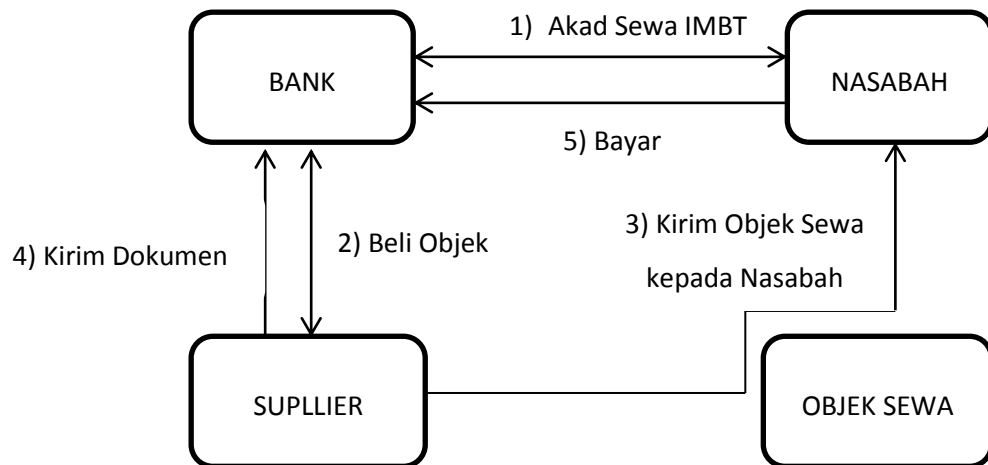 1) Akad Sewa IMBT
BANK
NASABAH
5) Bayar
3) Kirim Objek Sewa
kepada Nasabah
4) Kirim Dokumen
2) Beli Objek
SUPLLIER
OBJEK SEWA